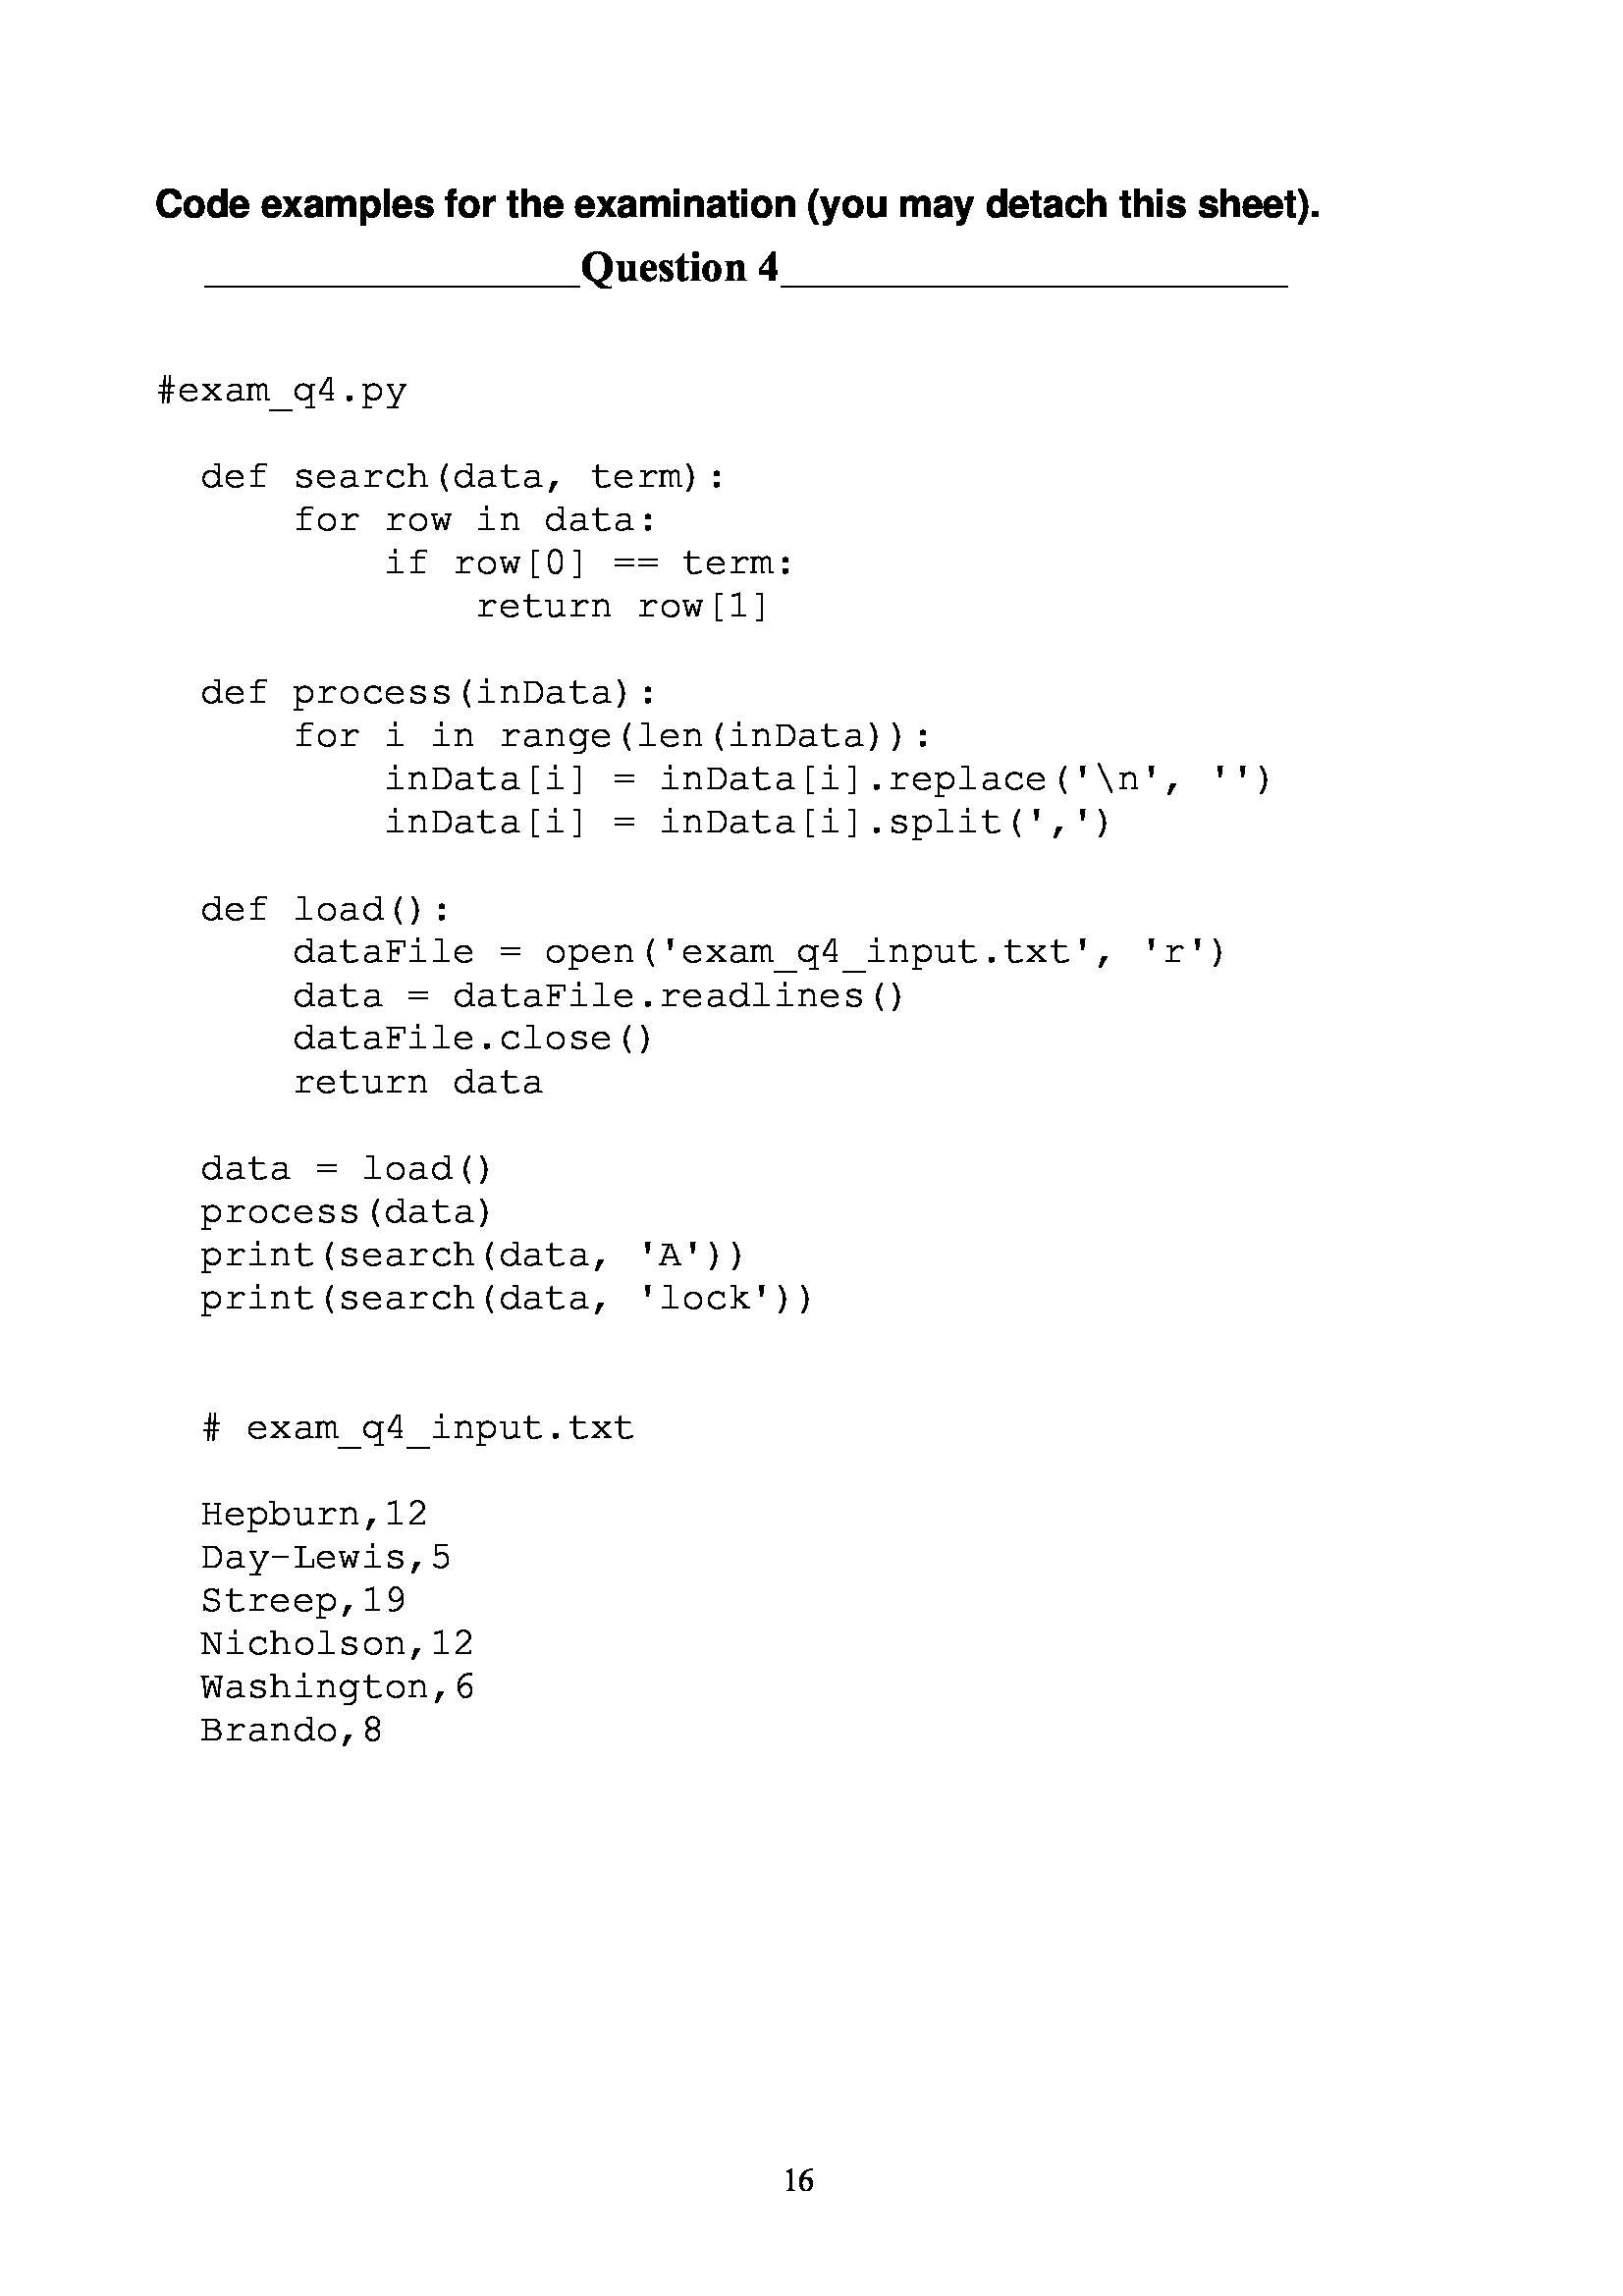 Code examples for the examination (you may detach this sheet).
Question 4
#exam_q4.py
def search(data, term):
    for row in data:
        if row[0] == term:
            return row[1]
def process(inData):
    for i in range(len(inData)):
        inData[i] = inData[i].replace('\n', '')
        inData[i] = inData[i].split(',')
def load():
    dataFile = open('exam_q4_input.txt', 'r')
    data = dataFile.readlines()
    dataFile.close()
    return data
data = load()
process(data)
print(search(data, 'A'))
print(search(data, 'lock'))
# exam_q4_input.txt
Hepburn,12
Day-Lewis,5
Streep,19
Nicholson,12
Washington,6
Brando,8
16